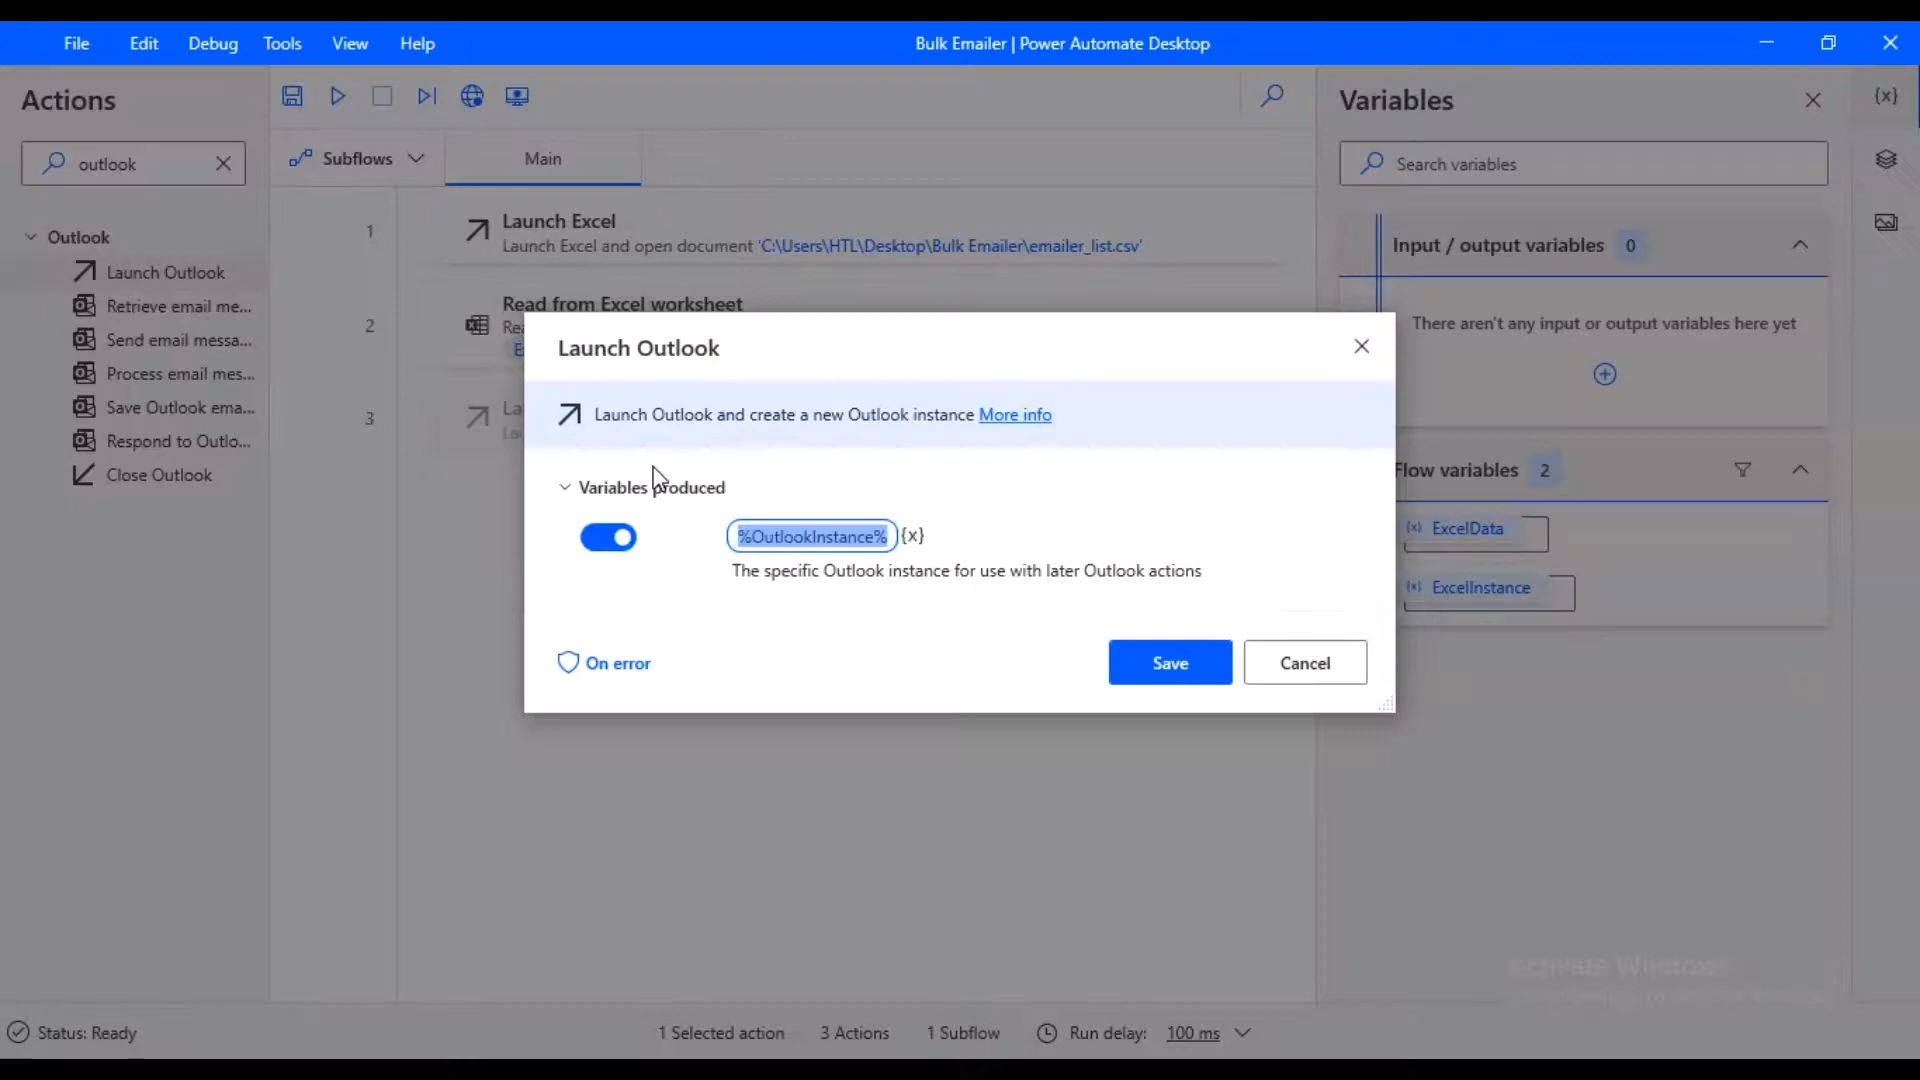 File Edit Debug Tools View Help
Bulk Emailer | Power Automate Desktop
Actions
outlook
Outlook
Launch Outlook
Retrieve email me...
Send email messa...
Process email mes...
Save Outlook ema...
Respond to Outlo...
Close Outlook
Subflows
Main
1
Launch Excel
Launch Excel and open document 'C:\Users\HTL\Desktop\Bulk Emailer\emailer_list.csv'
2
Read from Excel worksheet
3
Launch Outlook
Launch Outlook and create a new Outlook instance More info
Variables produced
%OutlookInstance% {x}
The specific Outlook instance for use with later Outlook actions
On error
Save
Cancel
Variables
{x}
Search variables
Input / output variables 0
There aren't any input or output variables here yet
Flow variables 2
{x} ExcelData
{x} ExcelInstance
Status: Ready
1 Selected action
3 Actions
1 Subflow
Run delay: 100 ms